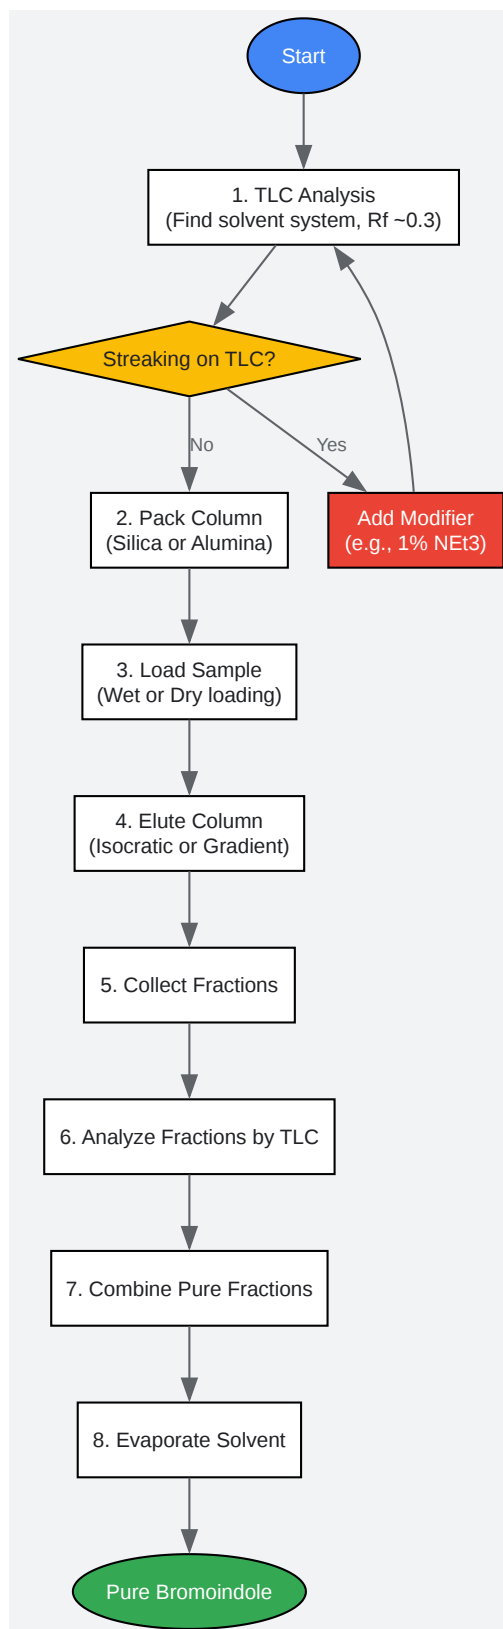 Start
1. TLC Analysis
(Find solvent system, Rf ~0.3)
Streaking on TLC?
No
Yes
2. Pack Column
(Silica or Alumina)
Add Modifier
(e.g., 1% NEt3)
3. Load Sample
(Wet or Dry loading)
4. Elute Column
(Isocratic or Gradient)
5. Collect Fractions
6. Analyze Fractions by TLC
7. Combine Pure Fractions
8. Evaporate Solvent
Pure Bromoindole